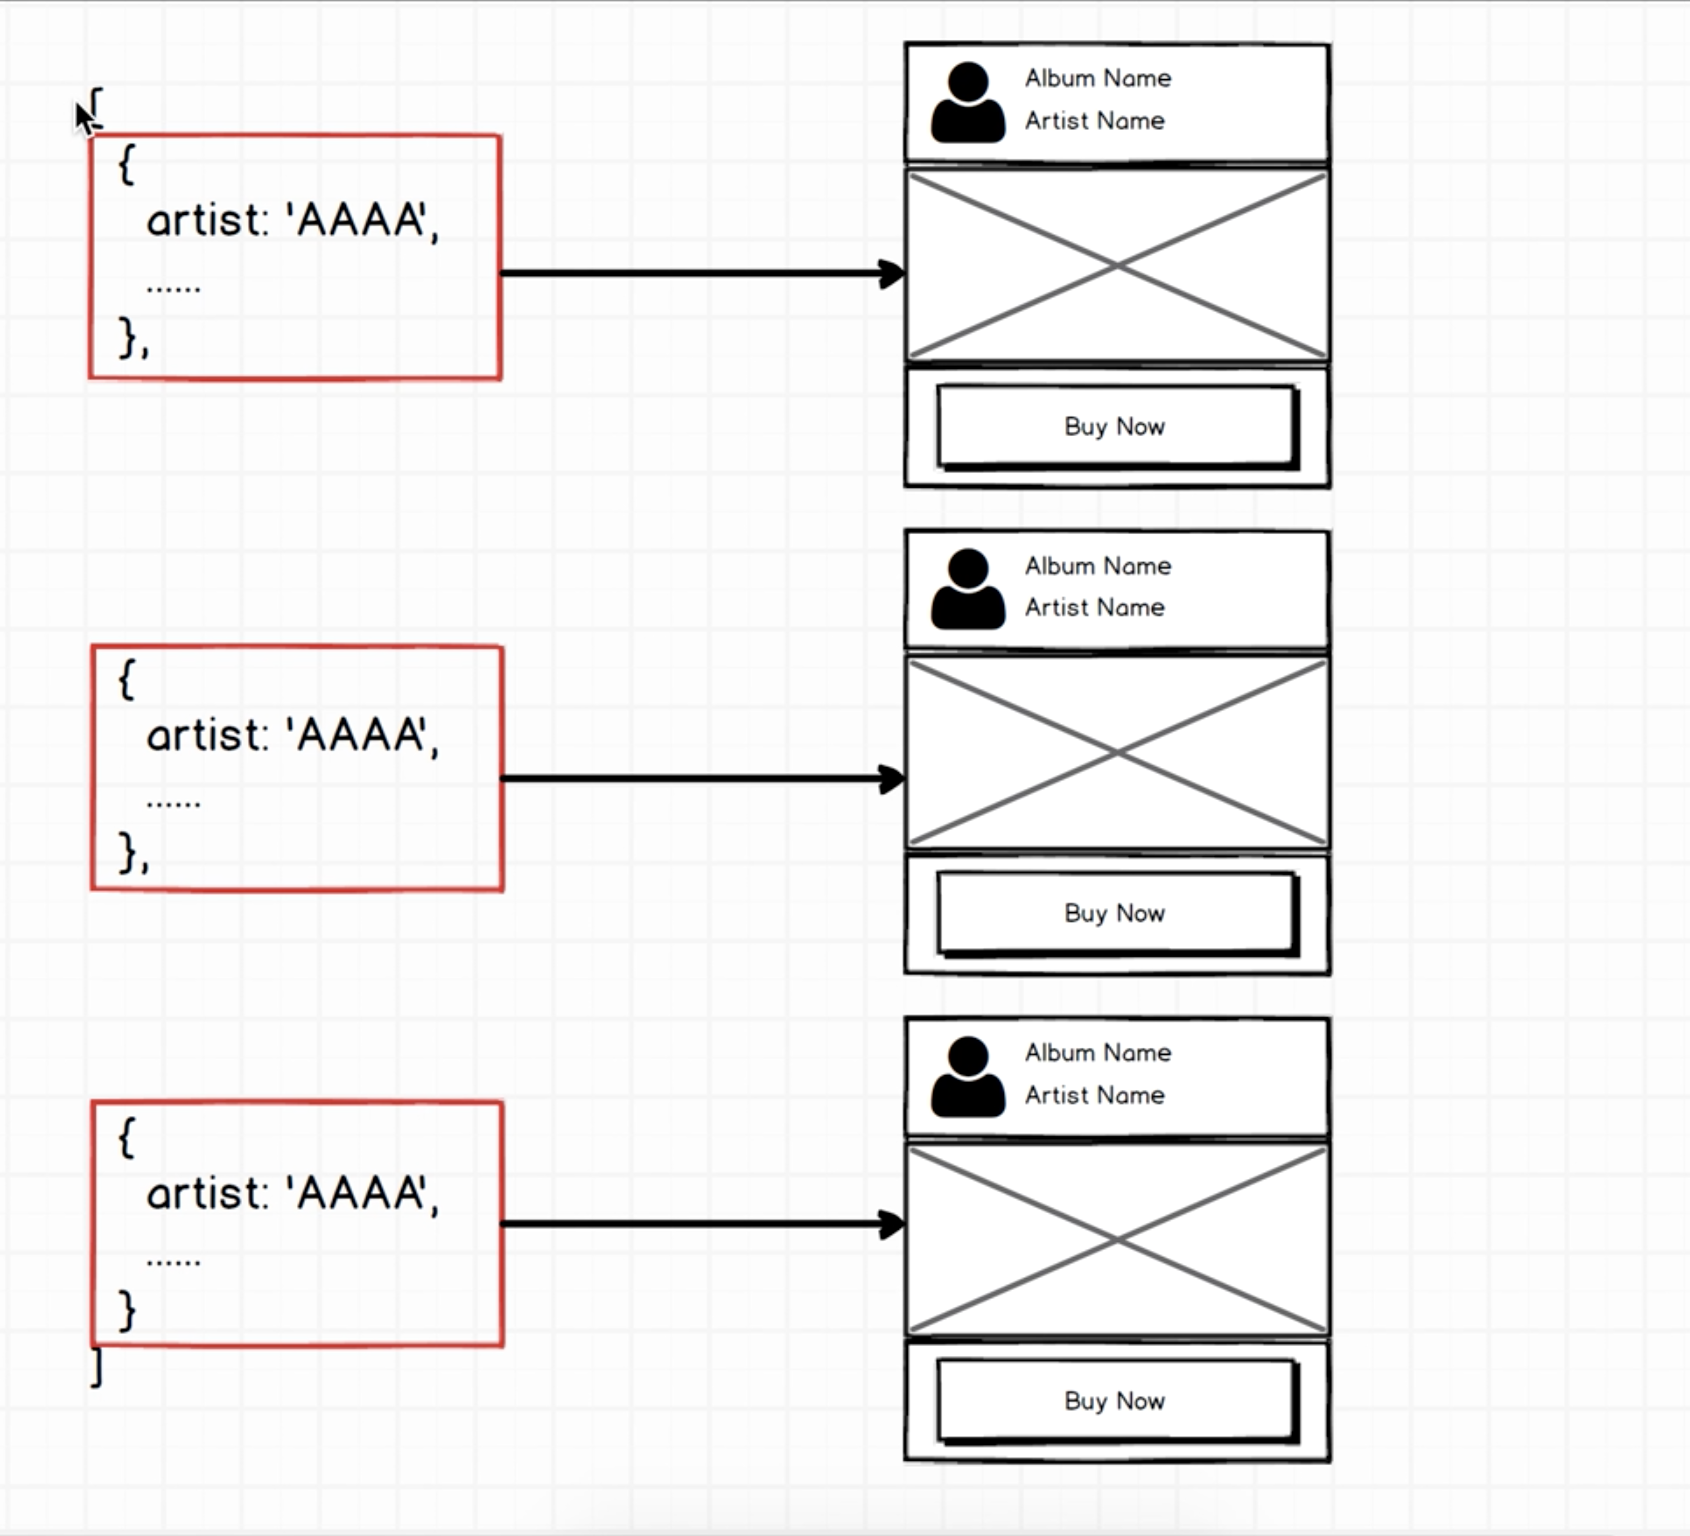 [
{
artist: 'AAAA',
......
},
{
artist: 'AAAA',
......
},
{
artist: 'AAAA',
......
}
]
Album Name
Artist Name
Buy Now
Album Name
Artist Name
Buy Now
Album Name
Artist Name
Buy Now